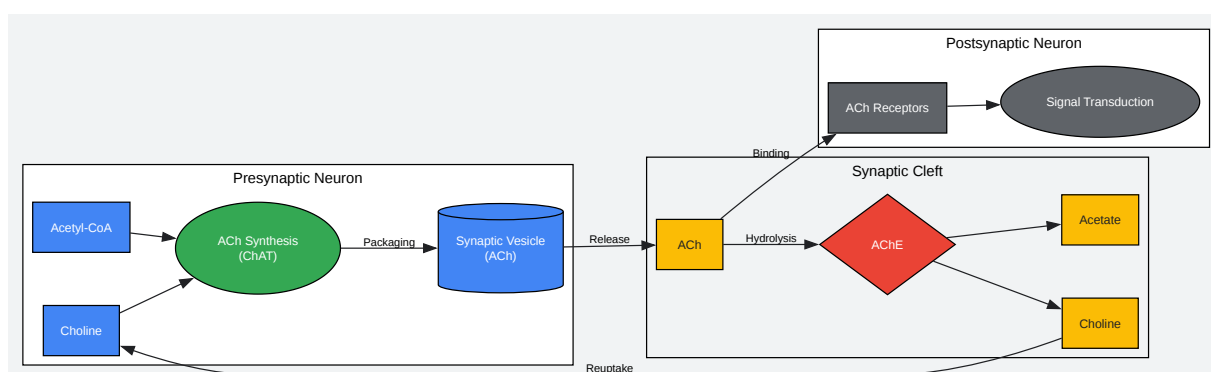 Postsynaptic Neuron
ACh Receptors
Signal Transduction
Binding
Presynaptic Neuron
Synaptic Cleft
Acetyl-CoA
ACh Synthesis
(ChAT)
Packaging
Synaptic Vesicle
(ACh)
Release
ACh
Hydrolysis
AChE
Acetate
Choline
Choline
Reuptake